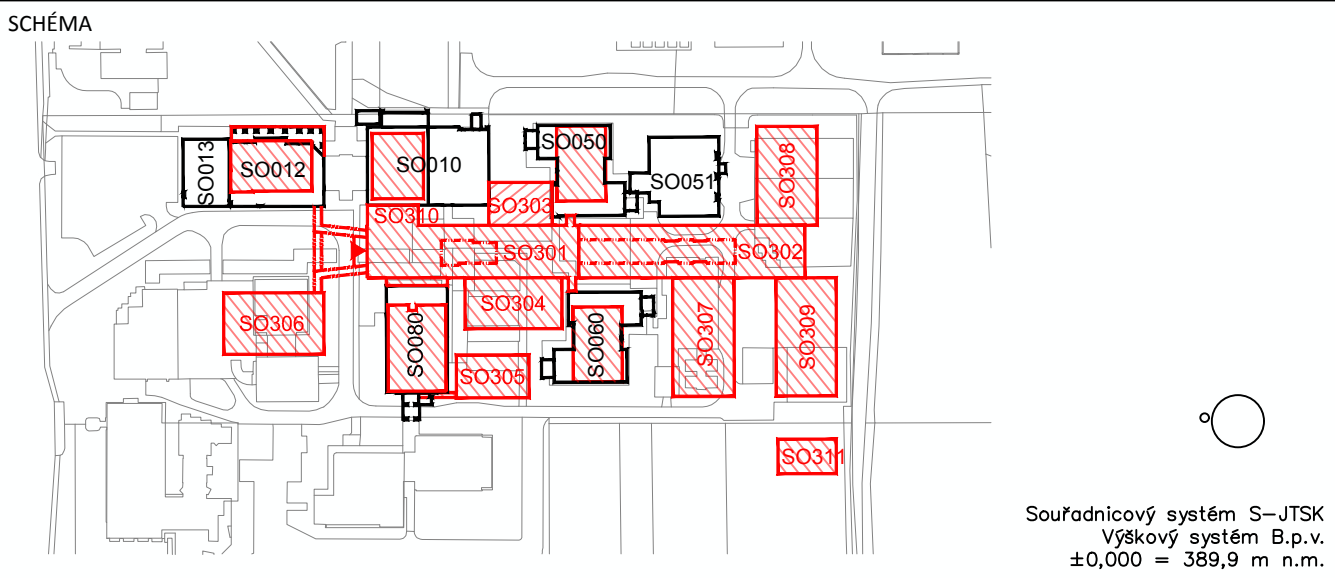 SCHÉMA
SO013
SO012
SO010
SO050
SO051
SO308
SO303
SO310
SO301
SO302
SO306
SO080
SO304
SO060
SO307
SO309
SO305
SO311
Souřadnicový systém S-JTSK
Výškový systém B.p.v.
±0,000 = 389,9 m n.m.